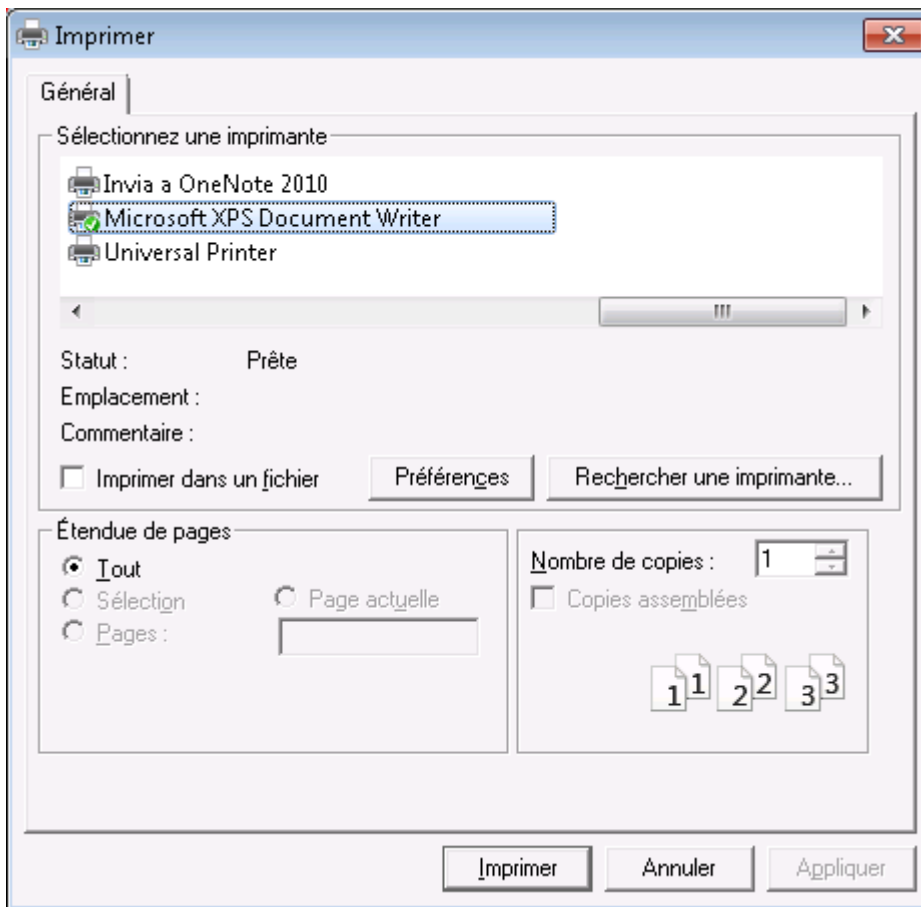 Imprimer
Général
Sélectionnez une imprimante
Invia a OneNote 2010
Microsoft XPS Document Writer
Universal Printer
Statut : Prête
Emplacement :
Commentaire :
Imprimer dans un fichier Préférences Rechercher une imprimante...
Étendue de pages
Tout
Sélection Page actuelle
Pages :
Nombre de copies : 1
Copies assemblées
1 1 2 2 3 3
Imprimer Annuler Appliquer